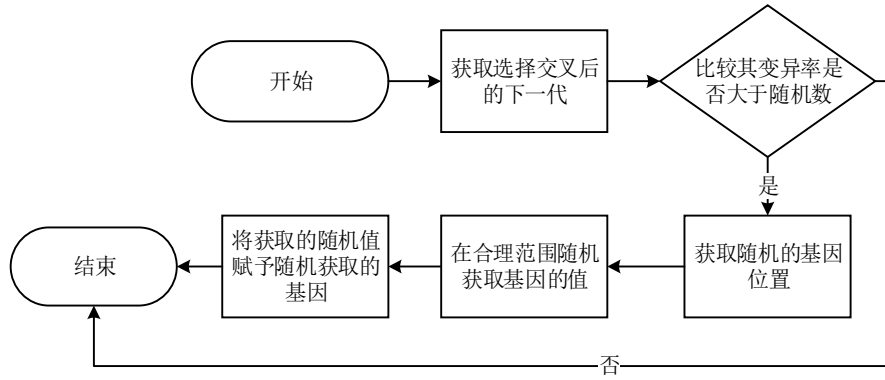 开始
获取选择交叉后
的下一代
比较其变异率是
否大于随机数
是
获取随机的基因
位置
在合理范围随机
获取基因的值
将获取的随机值
赋予随机获取的
基因
结束
否